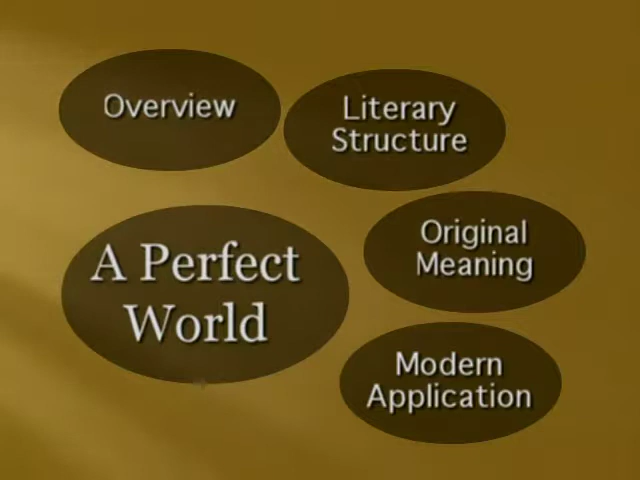 Overview
Literary
Structure
Original
Meaning
A Perfect
World
Modern
Application